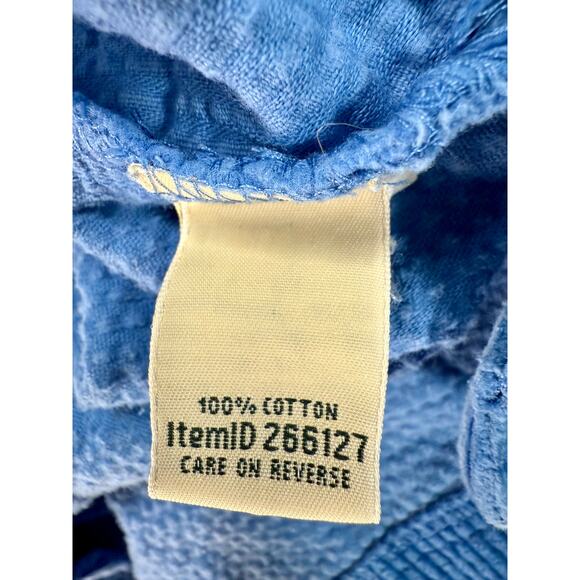 100% COTTON
ItemID 266127
CARE ON REVERSE